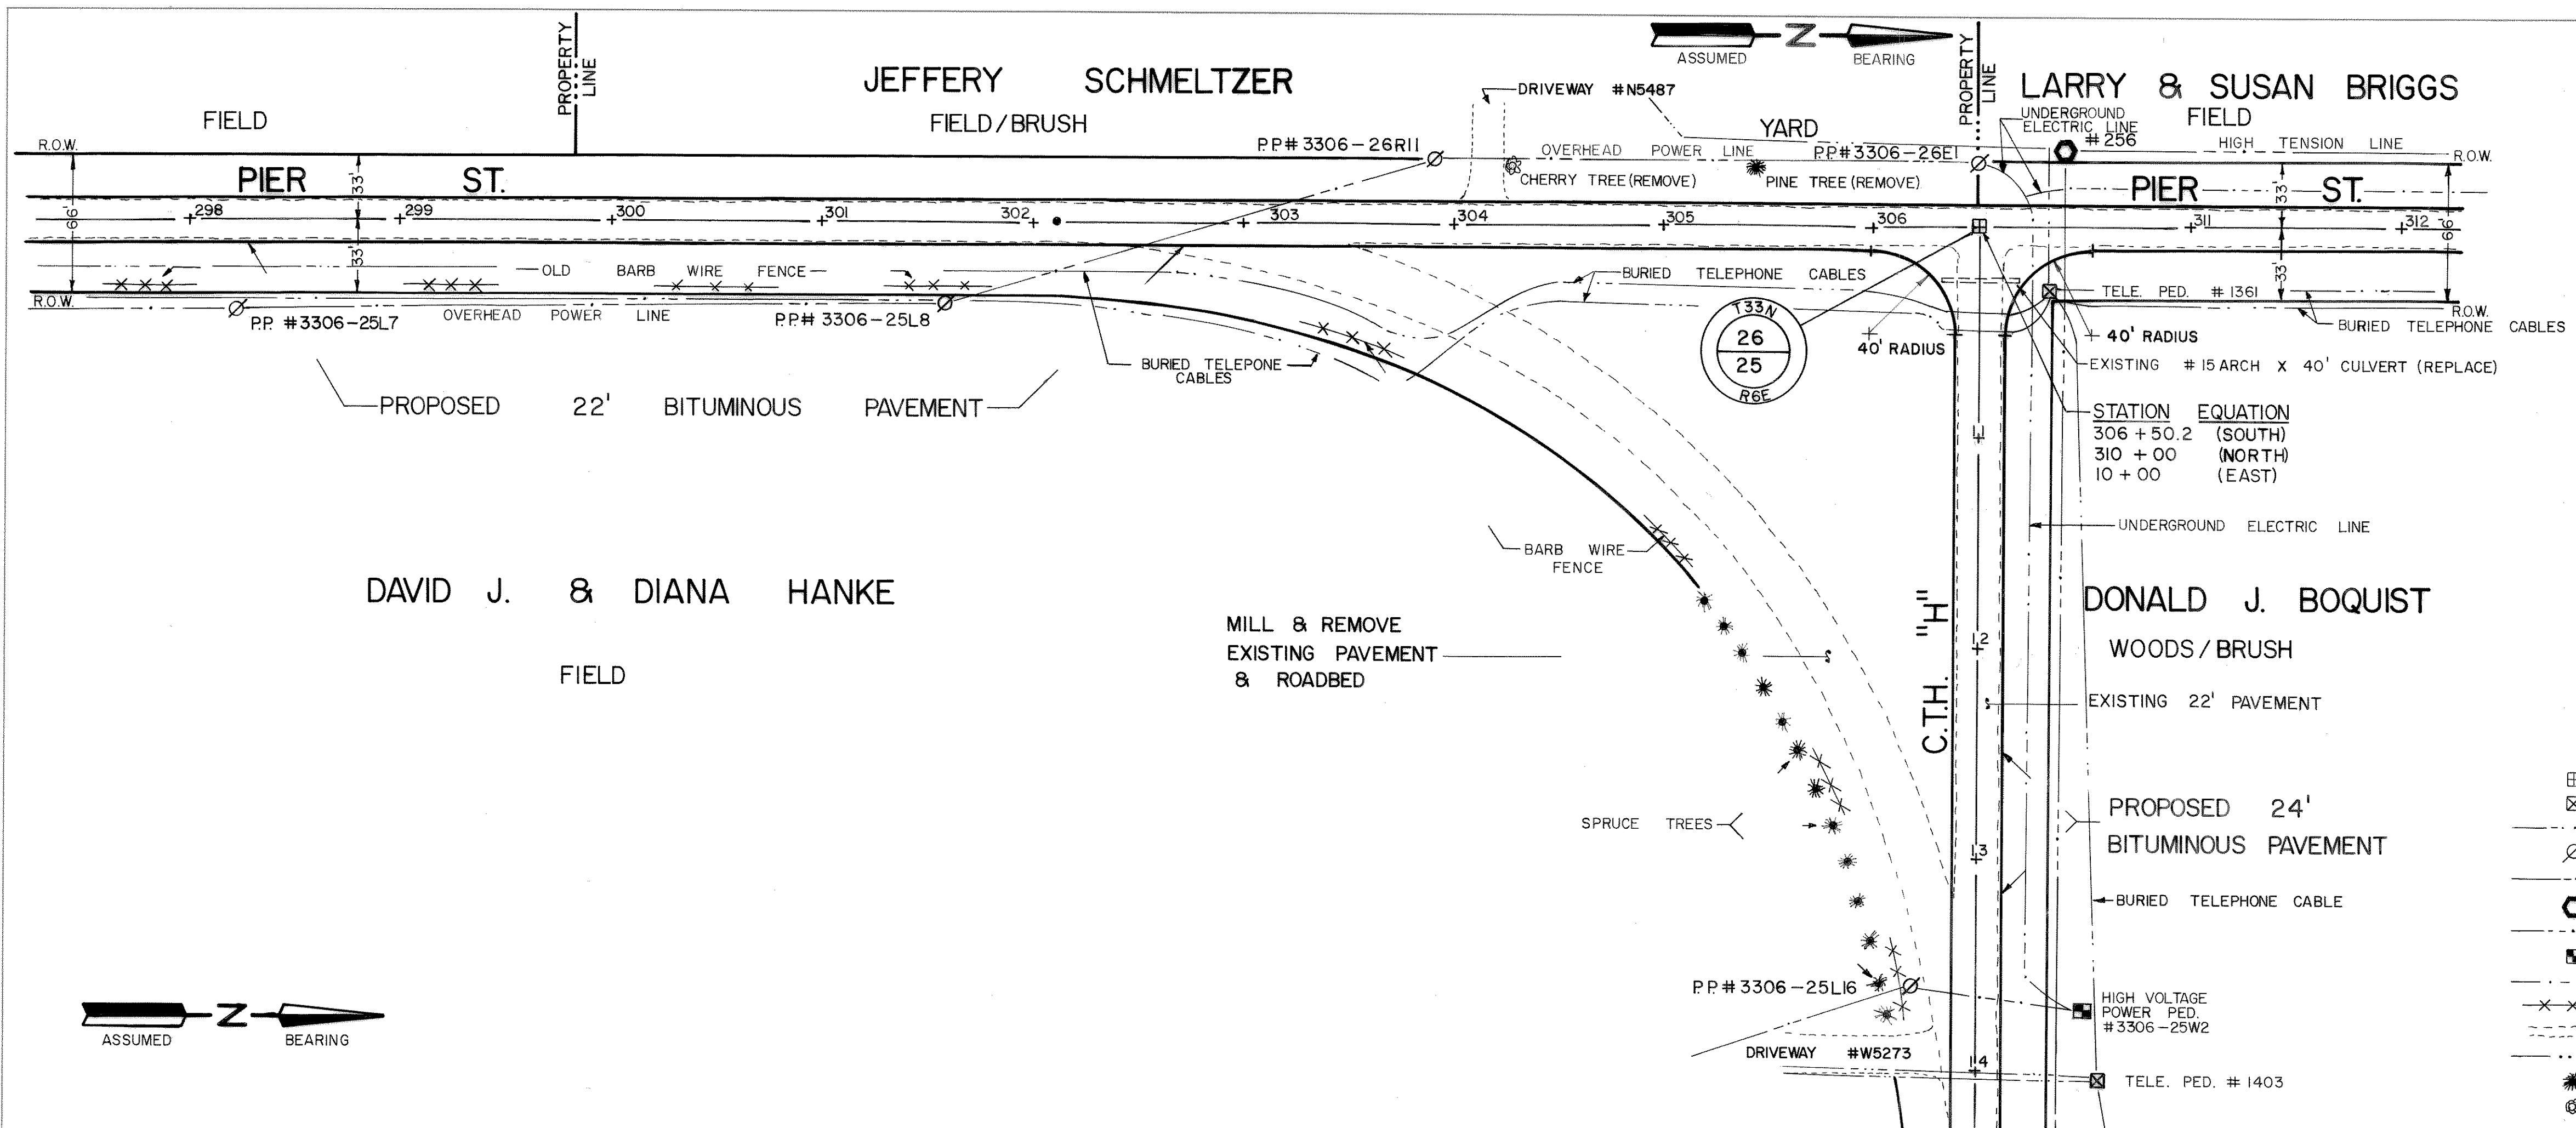 PROPERTY LINE
JEFFERY SCHMELTZER
FIELD/BRUSH
FIELD
R.O.W.
PIER ST.
66'
33'
33'
298
299
300
301
302
303
304
305
306
311
312
N
ASSUMED BEARING
PROPERTY LINE
LARRY & SUSAN BRIGGS
FIELD
DRIVEWAY #N5487
YARD
UNDERGROUND
ELECTRIC LINE
#256
HIGH TENSION LINE
R.O.W.
P.P.# 3306-26R11
OVERHEAD POWER LINE
P.P.#3306-26E1
CHERRY TREE (REMOVE)
PINE TREE (REMOVE)
PIER ST.
33'
33'
66'
OLD BARB WIRE FENCE
R.O.W.
P.P. #3306-25L7
OVERHEAD POWER LINE
P.P.# 3306-25L8
BURIED TELEPHONE CABLES
TELE. PED. # 1361
R.O.W.
BURIED TELEPHONE CABLES
T33N
26
25
R6E
40' RADIUS
40' RADIUS
BURIED TELEPONE
CABLES
EXISTING #15 ARCH X 40' CULVERT (REPLACE)
PROPOSED 22' BITUMINOUS PAVEMENT
STATION EQUATION
306 + 50.2 (SOUTH)
310 + 00 (NORTH)
10 + 00 (EAST)
11
UNDERGROUND ELECTRIC LINE
BARB WIRE
FENCE
DAVID J. & DIANA HANKE
FIELD
MILL & REMOVE
EXISTING PAVEMENT
& ROADBED
C.T.H. "H"
12
DONALD J. BOQUIST
WOODS/BRUSH
EXISTING 22' PAVEMENT
PROPOSED 24'
BITUMINOUS PAVEMENT
SPRUCE TREES
13
BURIED TELEPHONE CABLE
P.P.#3306-25L16
HIGH VOLTAGE
POWER PED.
#3306-25W2
N
ASSUMED BEARING
DRIVEWAY #W5273
14
TELE. PED. # 1403